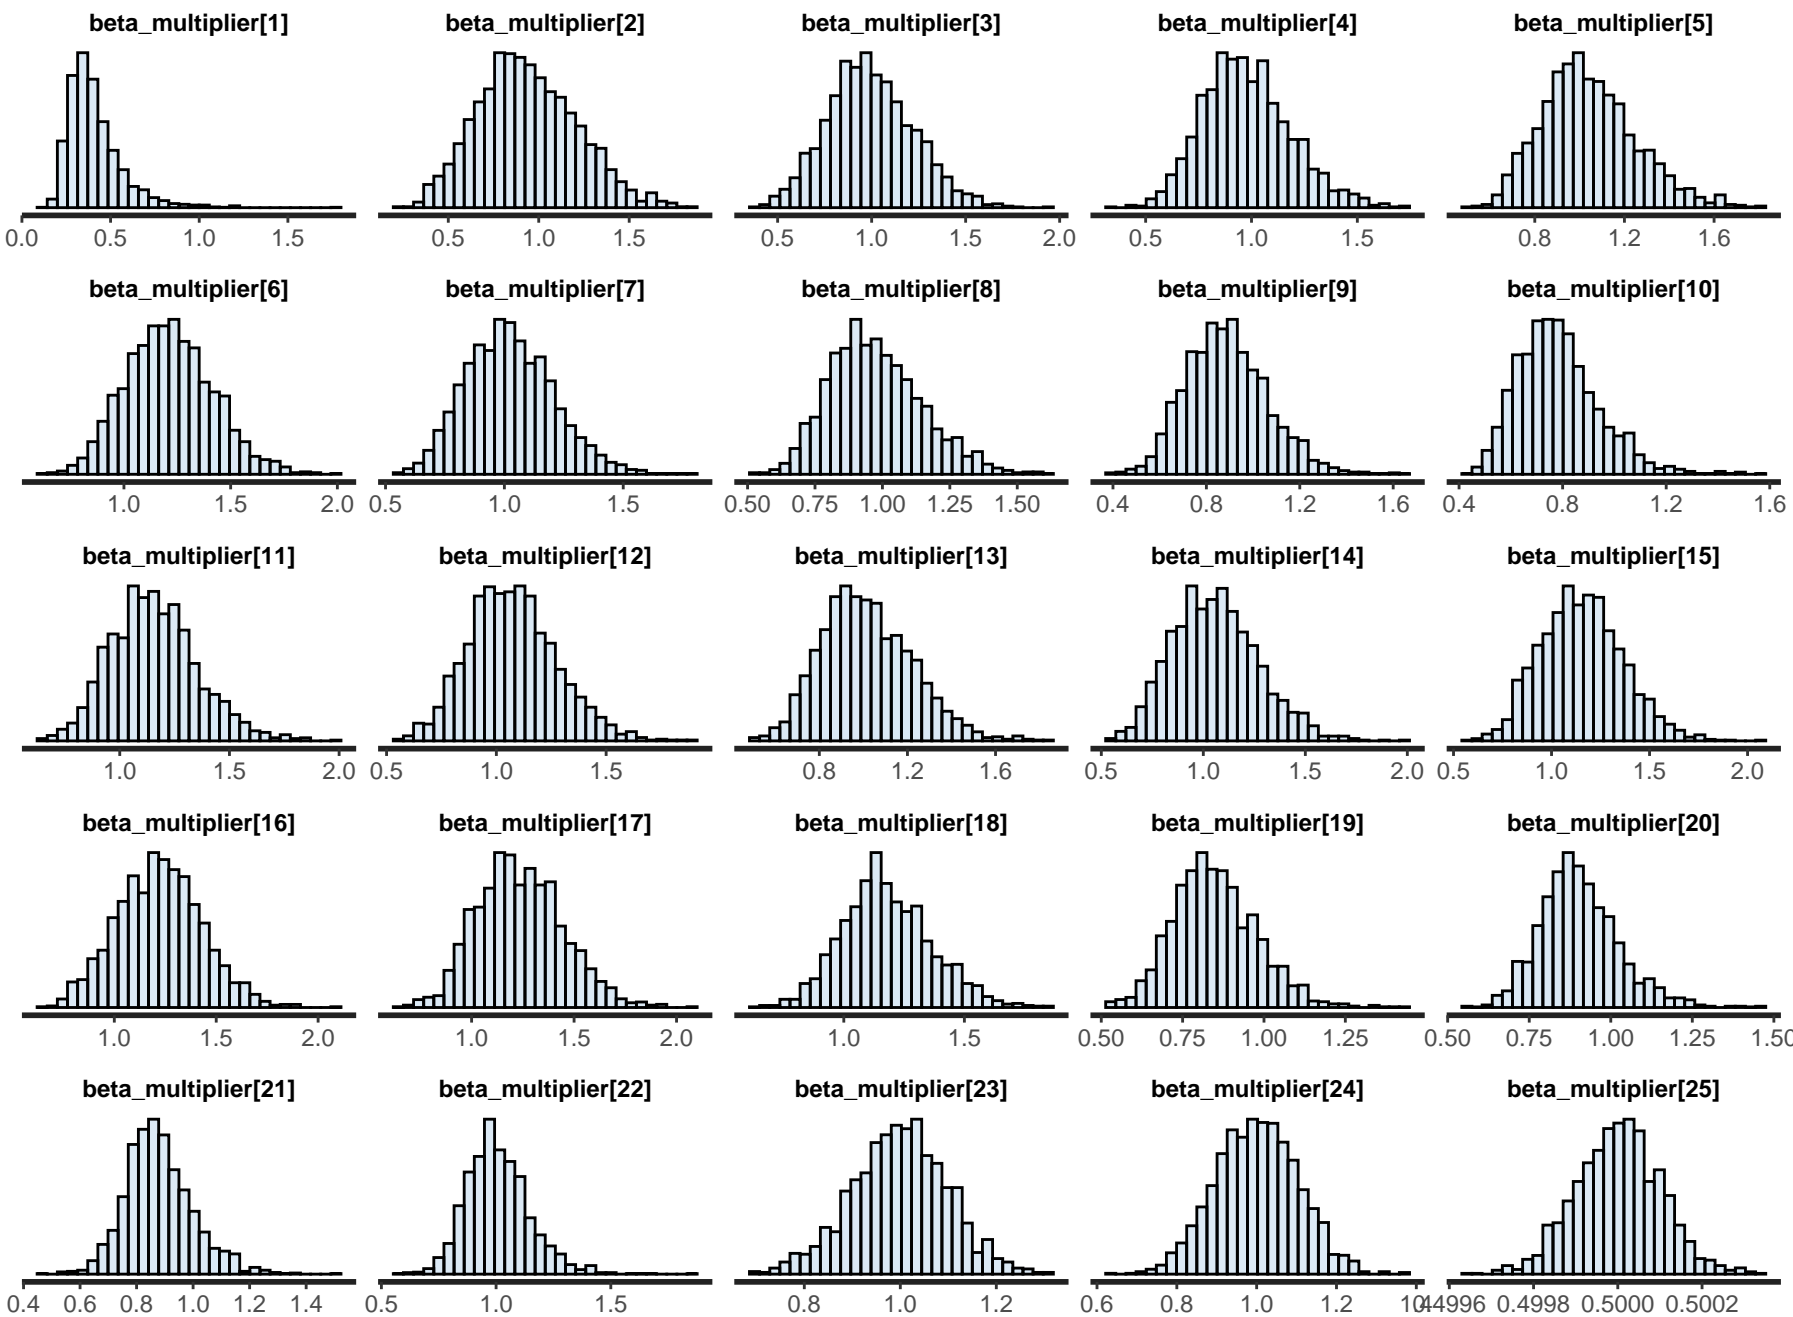 beta_multiplier[1] beta_multiplier[2] beta_multiplier[3] beta_multiplier[4] beta_multiplier[5]
0.0 0.5 1.0 1.5 0.5 1.0 1.5 0.5 1.0 1.5 2.0 0.5 1.0 1.5 0.8 1.2 1.6
beta_multiplier[6] beta_multiplier[7] beta_multiplier[8] beta_multiplier[9] beta_multiplier[10]
1.0 1.5 2.0 0.5 1.0 1.5 0.50 0.75 1.00 1.25 1.50 0.4 0.8 1.2 1.6 0.4 0.8 1.2 1.6
beta_multiplier[11] beta_multiplier[12] beta_multiplier[13] beta_multiplier[14] beta_multiplier[15]
1.0 1.5 2.0 0.5 1.0 1.5 0.8 1.2 1.6 0.5 1.0 1.5 2.0 0.5 1.0 1.5 2.0
beta_multiplier[16] beta_multiplier[17] beta_multiplier[18] beta_multiplier[19] beta_multiplier[20]
1.0 1.5 2.0 1.0 1.5 2.0 1.0 1.5 0.50 0.75 1.00 1.25 0.50 0.75 1.00 1.25 1.50
beta_multiplier[21] beta_multiplier[22] beta_multiplier[23] beta_multiplier[24] beta_multiplier[25]
0.4 0.6 0.8 1.0 1.2 1.4 0.5 1.0 1.5 0.8 1.0 1.2 0.6 0.8 1.0 1.2 0.4998 0.5000 0.5002